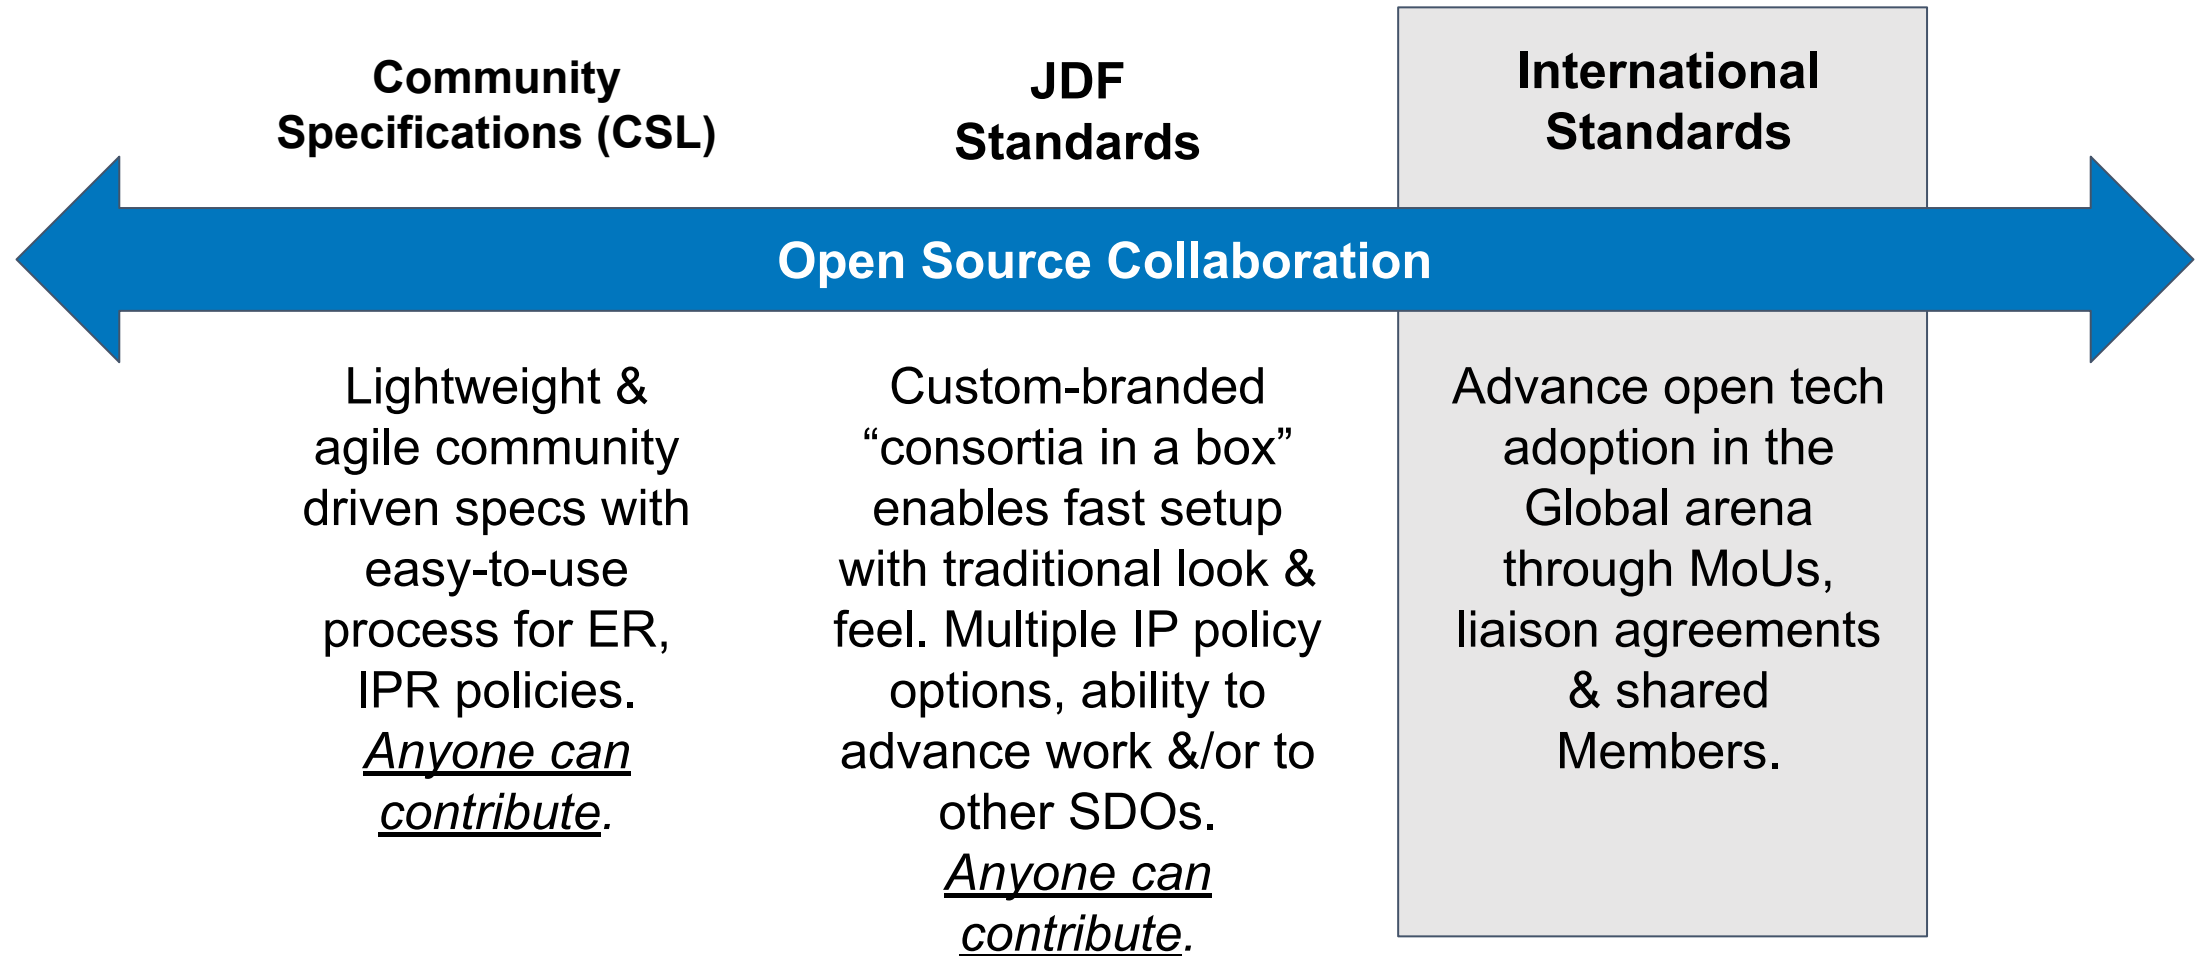 Community
Specifications (CSL)
JDF
Standards
International
Standards
Open Source Collaboration
Lightweight &
agile community
driven specs with
easy-to-use
process for ER,
IPR policies.
Anyone can
contribute.
Custom-branded
“consortia in a box”
enables fast setup
with traditional look &
feel. Multiple IP policy
options, ability to
advance work &/or to
other SDOs.
Anyone can
contribute.
Advance open tech
adoption in the
Global arena
through MoUs,
liaison agreements
& shared
Members.